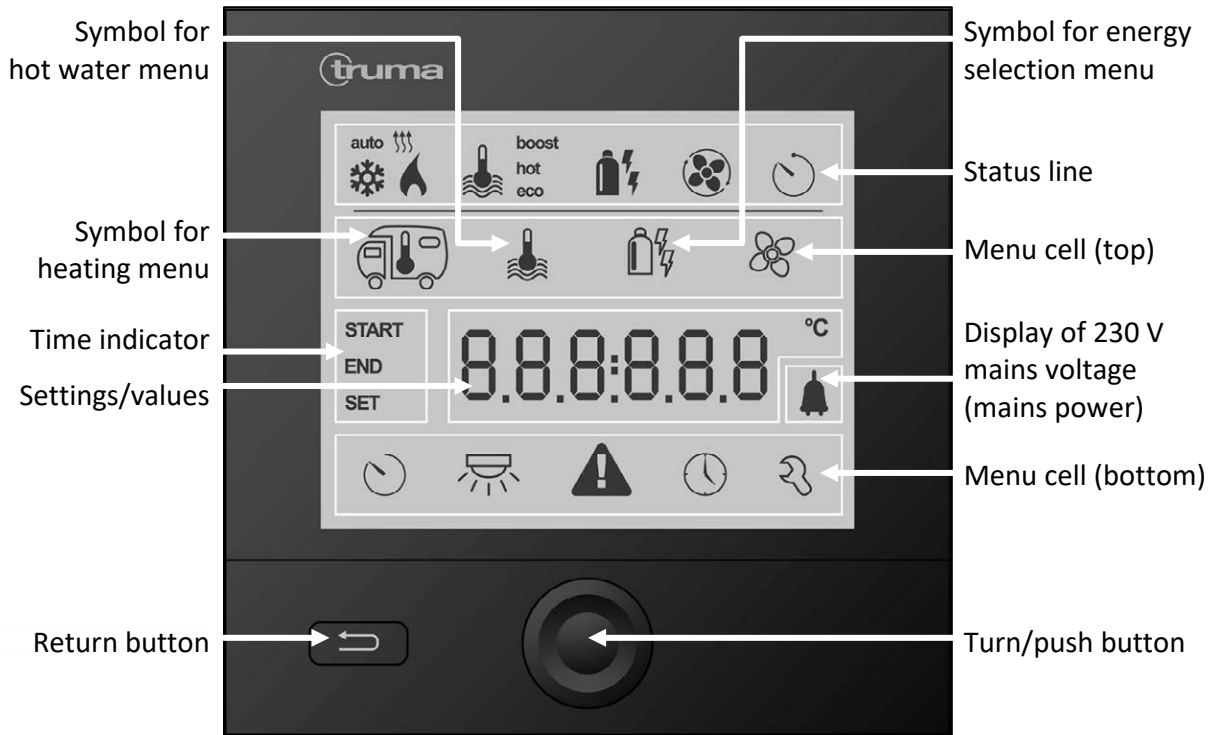 Symbol for
hot water menu
Symbol for energy
selection menu
truma
auto
boost
hot
eco
Status line
Symbol for
heating menu
Menu cell (top)
Time indicator
START
END
SET
Settings/values
888:888
°C
Display of 230 V
mains voltage
(mains power)
Menu cell (bottom)
Return button
Turn/push button